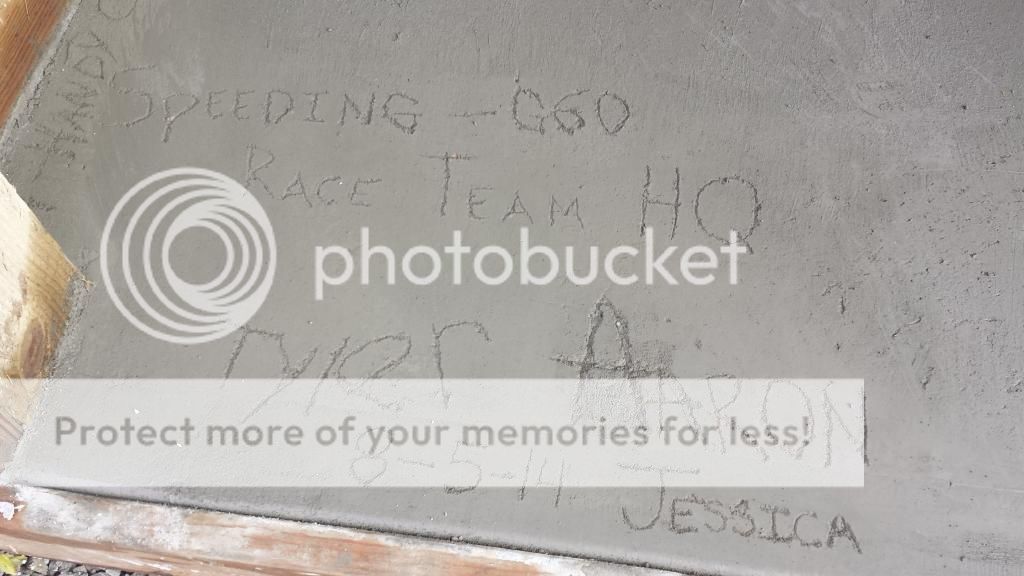 SHANDY
SPEEDING - G60
RACE TEAM HQ
photobucket
Tyler AARON
Protect more of your memories for less!
8-5-14
JESSICA